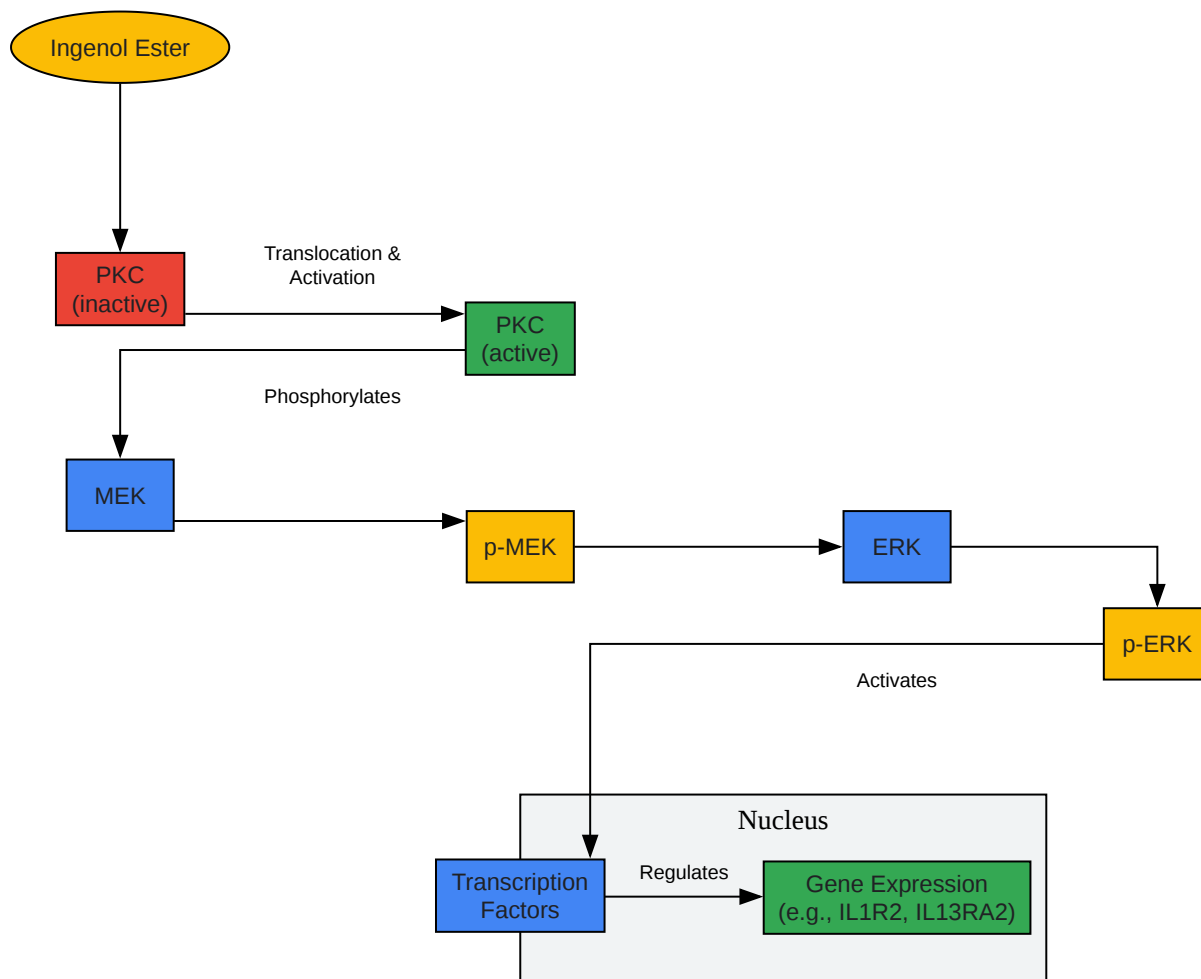 Ingenol Ester
PKC
(inactive)
Translocation &
Activation
PKC
(active)
Phosphorylates
MEK
p-MEK
ERK
p-ERK
Activates
Nucleus
Transcription
Factors
Regulates
Gene Expression
(e.g., IL1R2, IL13RA2)